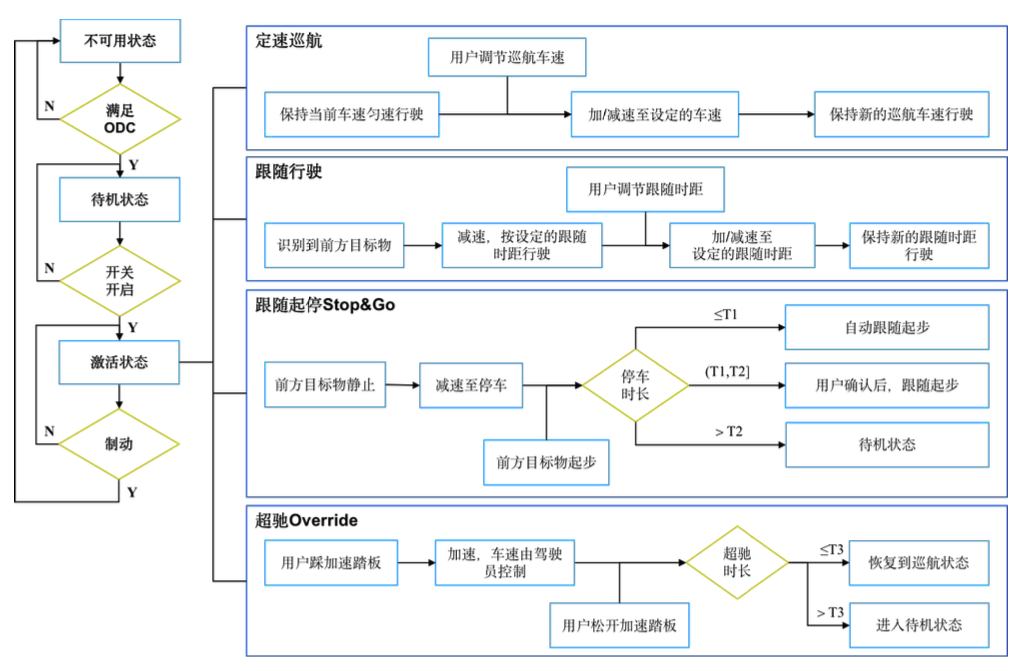 不可用状态
N
满足
ODC
Y
待机状态
N
开关
开启
Y
激活状态
N
制动
Y
定速巡航
用户调节巡航车速
保持当前车速匀速行驶
加/减速至设定的车速
保持新的巡航车速行驶
跟随行驶
用户调节跟随时距
识别到前方目标物
减速，按设定的跟随
时距行驶
加/减速至
设定的跟随时距
保持新的跟随时距
行驶
跟随起停Stop&Go
≤T1
自动跟随起步
前方目标物静止
减速至停车
停车
时长
(T1,T2]
用户确认后，跟随起步
＞T2
待机状态
前方目标物起步
超驰Override
用户踩加速踏板
加速，车速由驾驶
员控制
超驰
时长
≤T3
恢复到巡航状态
用户松开加速踏板
＞T3
进入待机状态